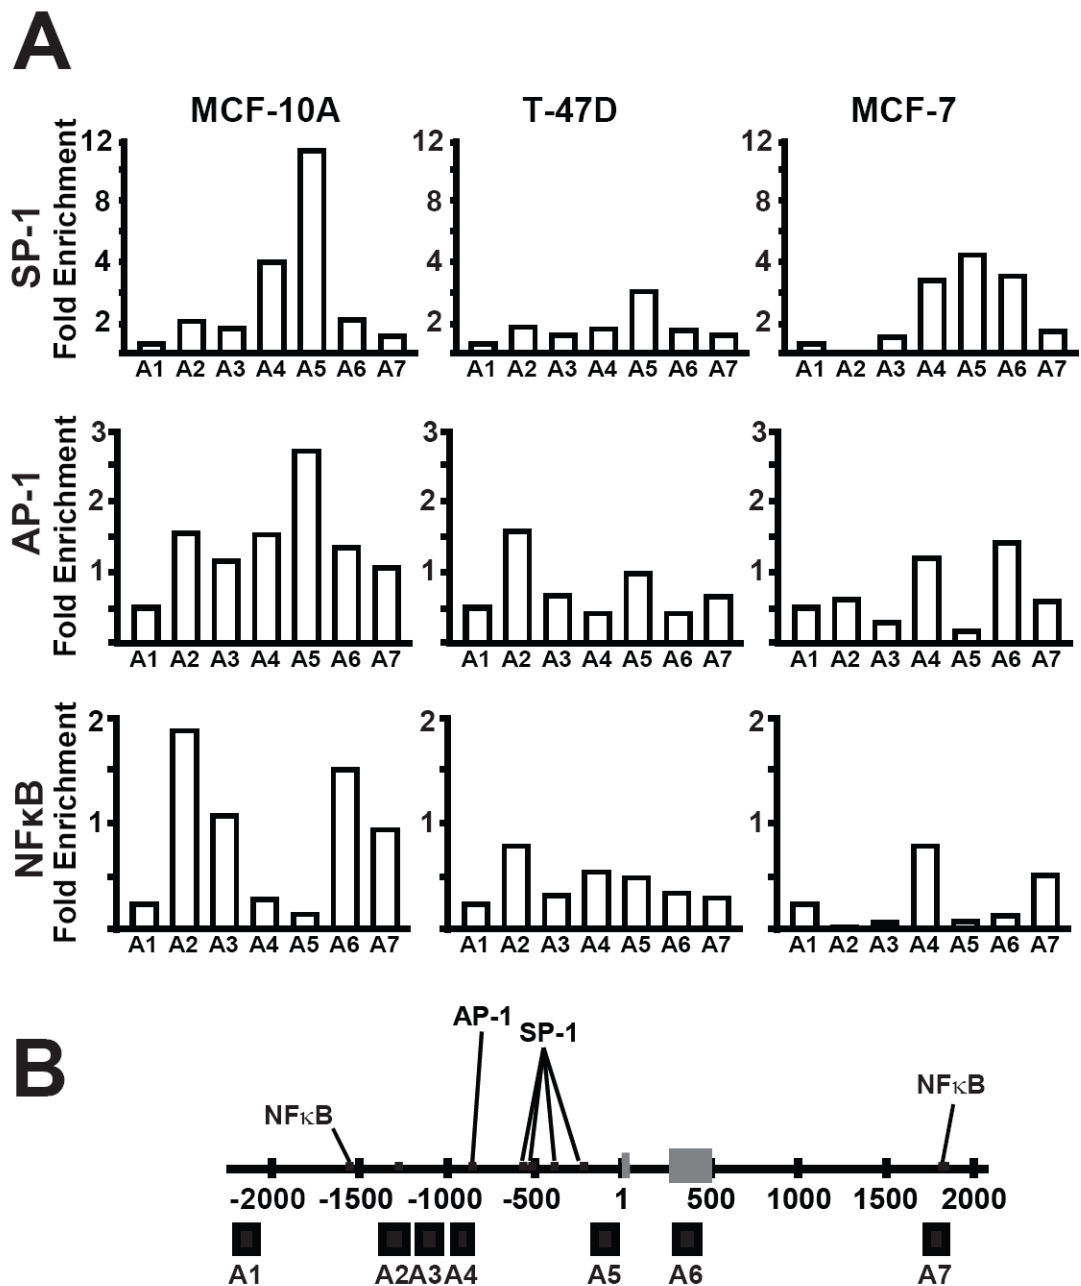 A
MCF-10A T-47D MCF-7
SP-1
Fold Enrichment
12 8 4 2
A1 A2 A3 A4 A5 A6 A7
12 8 4 2
A1 A2 A3 A4 A5 A6 A7
12 8 4 2
A1 A2 A3 A4 A5 A6 A7
AP-1
Fold Enrichment
3 2 1
A1 A2 A3 A4 A5 A6 A7
3 2 1
A1 A2 A3 A4 A5 A6 A7
3 2 1
A1 A2 A3 A4 A5 A6 A7
NFκB
Fold Enrichment
2 1
A1 A2 A3 A4 A5 A6 A7
2 1
A1 A2 A3 A4 A5 A6 A7
2 1
A1 A2 A3 A4 A5 A6 A7
B
AP-1
SP-1
NFκB
NFκB
-2000 -1500 -1000 -500 1 500 1000 1500 2000
A1 A2 A3 A4 A5 A6 A7